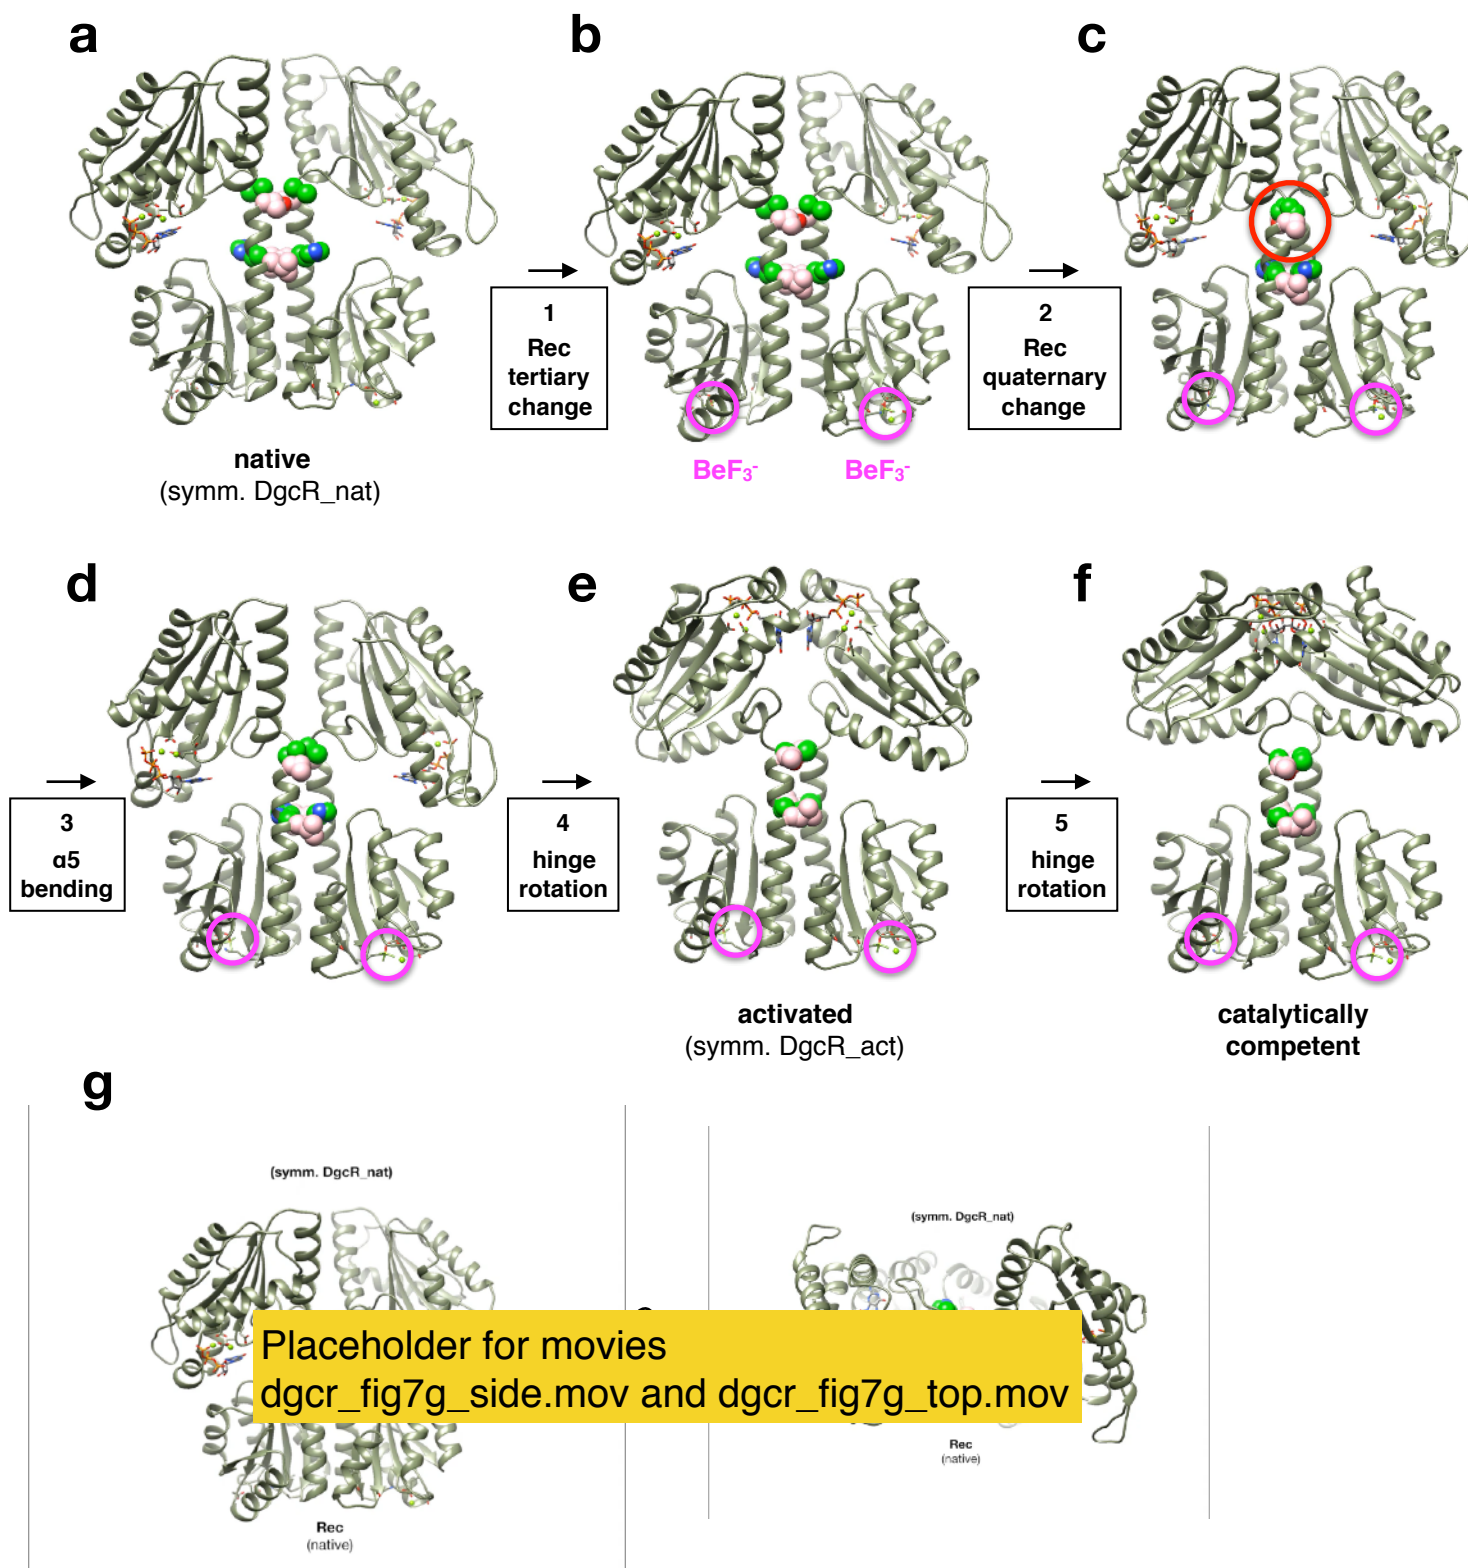 a
b
c
1
Rec
tertiary
change
2
Rec
quaternary
change
native
(symm. DgcR_nat)
BeF₃⁻
BeF₃⁻
d
e
f
3
α5
bending
4
hinge
rotation
5
hinge
rotation
activated
(symm. DgcR_act)
catalytically
competent
g
(symm. DgcR_nat)
(symm. DgcR_nat)
Placeholder for movies
dgcr_fig7g_side.mov and dgcr_fig7g_top.mov
Rec
(native)
Rec
(native)